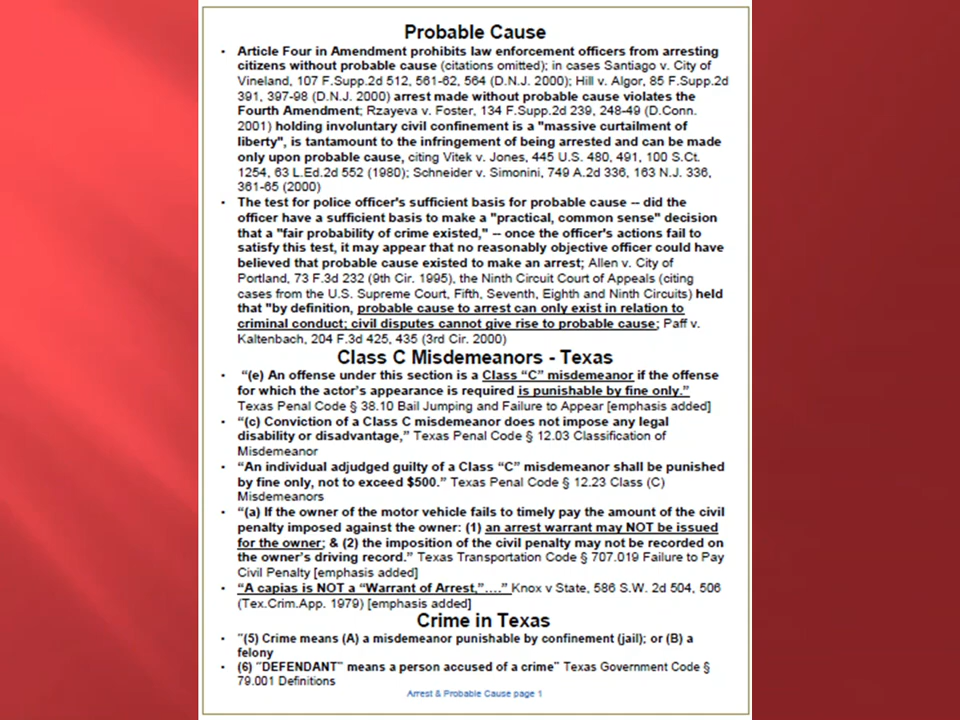 Probable Cause
• Article Four in Amendment prohibits law enforcement officers from arresting
citizens without probable cause (citations omitted); in cases Santiago v. City of
Vineland, 107 F.Supp.2d 512, 561-62, 564 (D.N.J. 2000); Hill v. Algor, 85 F.Supp.2d
391, 397-98 (D.N.J. 2000) arrest made without probable cause violates the
Fourth Amendment; Rzayeva v. Foster, 134 F.Supp.2d 239, 248-49 (D.Conn.
2001) holding involuntary civil confinement is a "massive curtailment of
liberty", is tantamount to the infringement of being arrested and can be made
only upon probable cause, citing Vitek v. Jones, 445 U.S. 480, 491, 100 S.Ct.
1254, 63 L.Ed.2d 552 (1980); Schneider v. Simonini, 749 A.2d 336, 163 N.J. 336,
361-65 (2000)
• The test for police officer's sufficient basis for probable cause -- did the
officer have a sufficient basis to make a "practical, common sense" decision
that a "fair probability of crime existed," -- once the officer's actions fail to
satisfy this test, it may appear that no reasonably objective officer could have
believed that probable cause existed to make an arrest; Allen v. City of
Portland, 73 F.3d 232 (9th Cir. 1995), the Ninth Circuit Court of Appeals (citing
cases from the U.S. Supreme Court, Fifth, Seventh, Eighth and Ninth Circuits) held
that "by definition, probable cause to arrest can only exist in relation to
criminal conduct; civil disputes cannot give rise to probable cause; Paff v.
Kaltenbach, 204 F.3d 425, 435 (3rd Cir. 2000)
Class C Misdemeanors - Texas
• “(e) An offense under this section is a Class “C” misdemeanor if the offense
for which the actor’s appearance is required is punishable by fine only.”
Texas Penal Code § 38.10 Bail Jumping and Failure to Appear [emphasis added]
• “(c) Conviction of a Class C misdemeanor does not impose any legal
disability or disadvantage,” Texas Penal Code § 12.03 Classification of
Misdemeanor
• “An individual adjudged guilty of a Class “C” misdemeanor shall be punished
by fine only, not to exceed $500.” Texas Penal Code § 12.23 Class (C)
Misdemeanors
• “(a) If the owner of the motor vehicle fails to timely pay the amount of the civil
penalty imposed against the owner: (1) an arrest warrant may NOT be issued
for the owner; & (2) the imposition of the civil penalty may not be recorded on
the owner’s driving record.” Texas Transportation Code § 707.019 Failure to Pay
Civil Penalty [emphasis added]
• “A capias is NOT a “Warrant of Arrest,”….” Knox v State, 586 S.W. 2d 504, 506
(Tex.Crim.App. 1979) [emphasis added]
Crime in Texas
• "(5) Crime means (A) a misdemeanor punishable by confinement (jail); or (B) a
felony
• (6) “DEFENDANT” means a person accused of a crime” Texas Government Code §
79.001 Definitions
Arrest & Probable Cause page 1